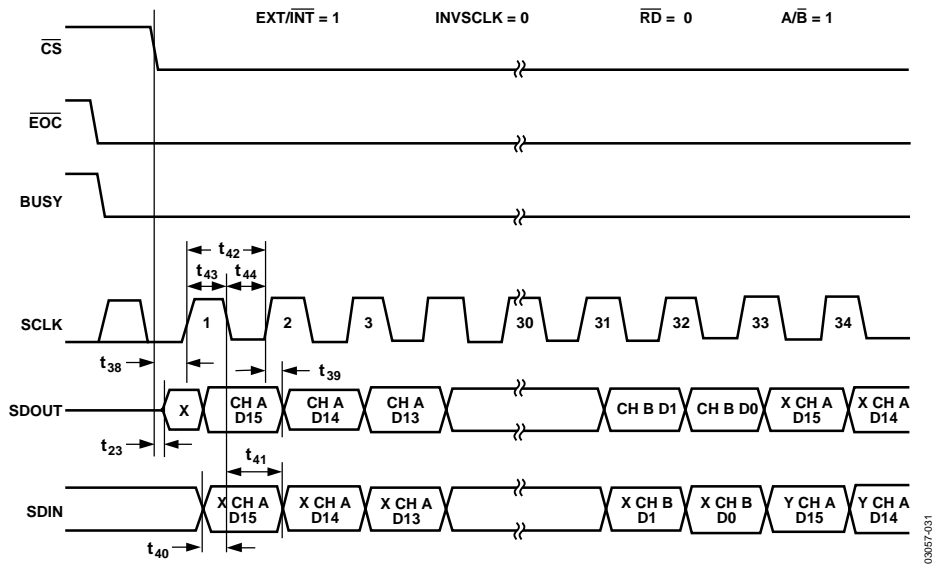 EXT/INT = 1 INVSCLK = 0 RD = 0 A/B = 1
CS
EOC
BUSY
t42
t43 t44
SCLK 1 2 3 30 31 32 33 34
t38
t39
SDOUT X CH A D15 CH A D14 CH A D13 CH B D1 CH B D0 X CH A D15 X CH A D14
t23
t41
SDIN X CH A D15 X CH A D14 X CH A D13 X CH B D1 X CH B D0 Y CH A D15 Y CH A D14
t40
03057-031